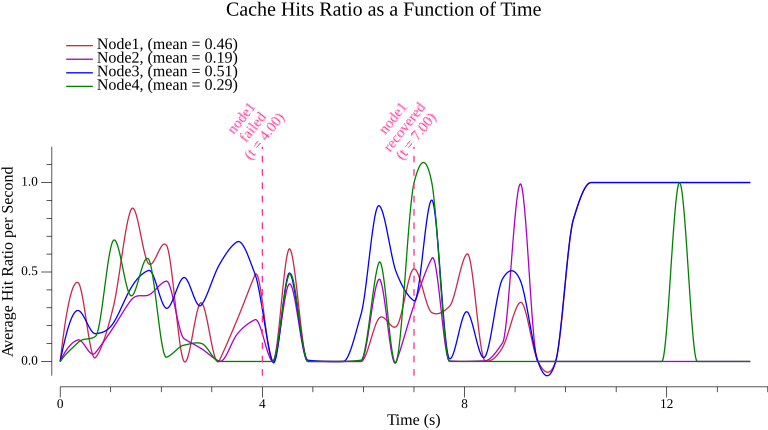 Cache Hits Ratio as a Function of Time
Node1, (mean = 0.46)
Node2, (mean = 0.19)
Node3, (mean = 0.51)
Node4, (mean = 0.29)
node1
failed
(t = 4.00)
node1
recovered
(t = 7.00)
Average Hit Ratio per Second
1.0
0.5
0.0
0
4
8
12
Time (s)